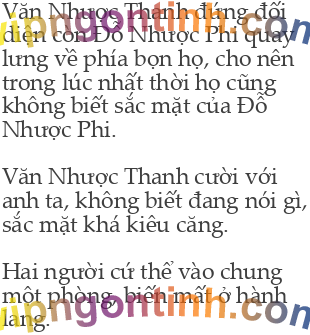 Văn Nhược Thanh đứng đối
diện còn Đỗ Nhược Phi quay
lưng về phía bọn họ, cho nên
trong lúc nhất thời họ cũng
không biết sắc mặt của Đỗ
Nhược Phi.
Văn Nhược Thanh cười với
anh ta, không biết đang nói gì,
sắc mặt khá kiêu căng.
Hai người cứ thể vào chung
một phòng, biến mất ở hành
lang.
vipngontinh.com
vipngontinh.com